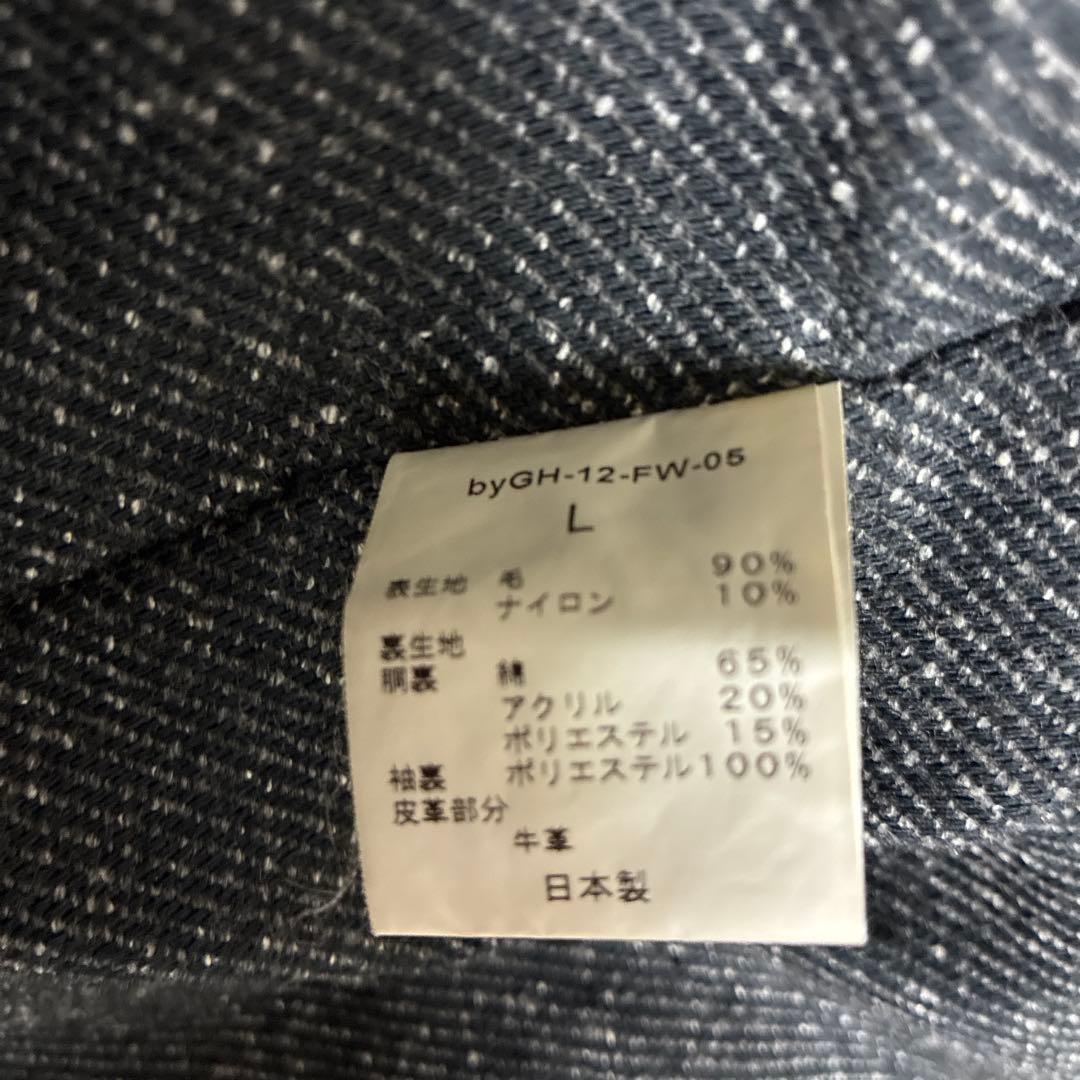 byGH-12-FW-05
L
表生地 毛 90%
ナイロン 10%
裏生地
胴裏 綿 65%
アクリル 20%
ポリエステル 15%
袖裏 ポリエステル100%
皮革部分
牛革
日本製